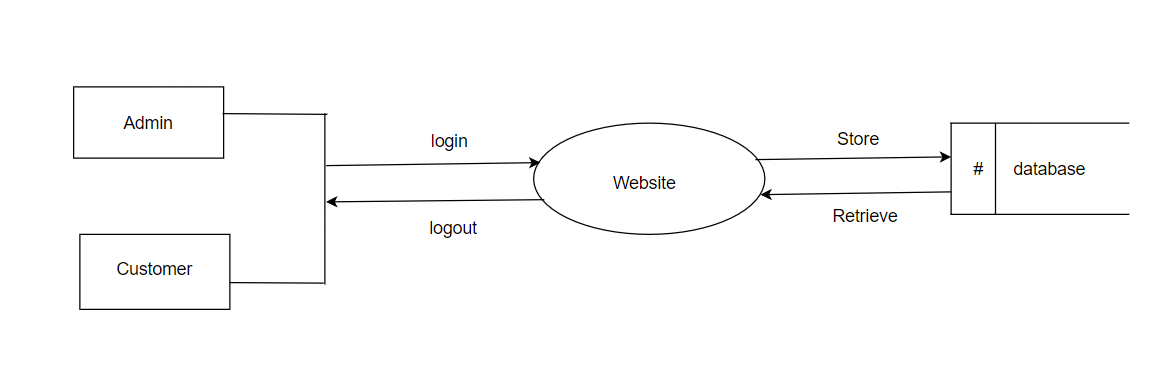 Admin
login
Store
Website
# database
logout
Retrieve
Customer